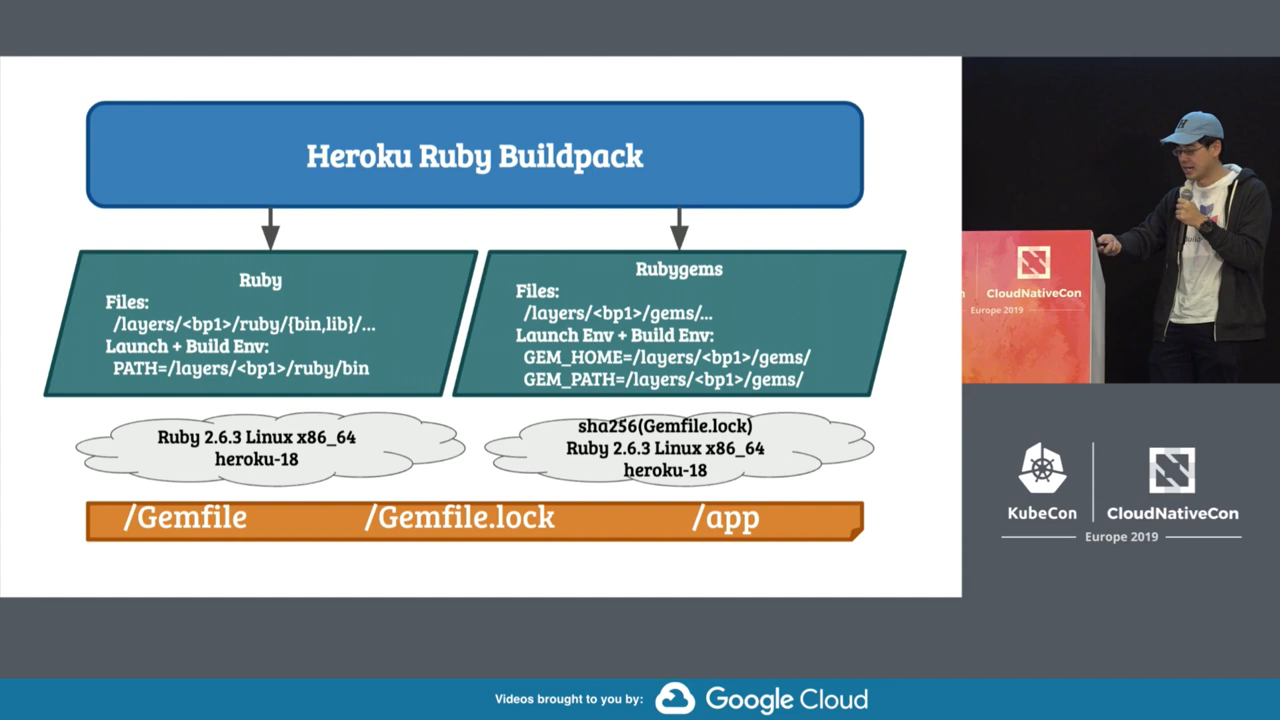 Heroku Ruby Buildpack
Ruby
Files:
/layers/<bp1>/ruby/{bin,lib}/...
Launch + Build Env:
PATH=/layers/<bp1>/ruby/bin
Rubygems
Files:
/layers/<bp1>/gems/...
Launch Env + Build Env:
GEM_HOME=/layers/<bp1>/gems/
GEM_PATH=/layers/<bp1>/gems/
Ruby 2.6.3 Linux x86_64
heroku-18
sha256(Gemfile.lock)
Ruby 2.6.3 Linux x86_64
heroku-18
/Gemfile /Gemfile.lock /app
CloudNativeCon
Europe 2019
KubeCon CloudNativeCon
Europe 2019
Videos brought to you by: Google Cloud